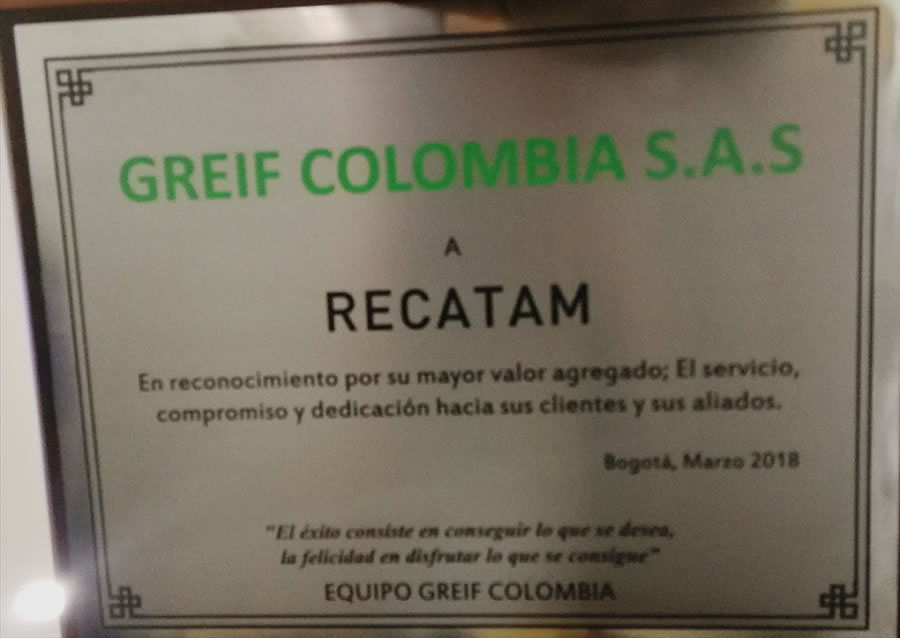 GREIF COLOMBIA S.A.S
A
RECATAM
En reconocimiento por su mayor valor agregado; El servicio,
compromiso y dedicación hacia sus clientes y sus aliados.
Bogotá, Marzo 2018
"El éxito consiste en conseguir lo que se desea,
la felicidad en disfrutar lo que se consigue"
EQUIPO GREIF COLOMBIA